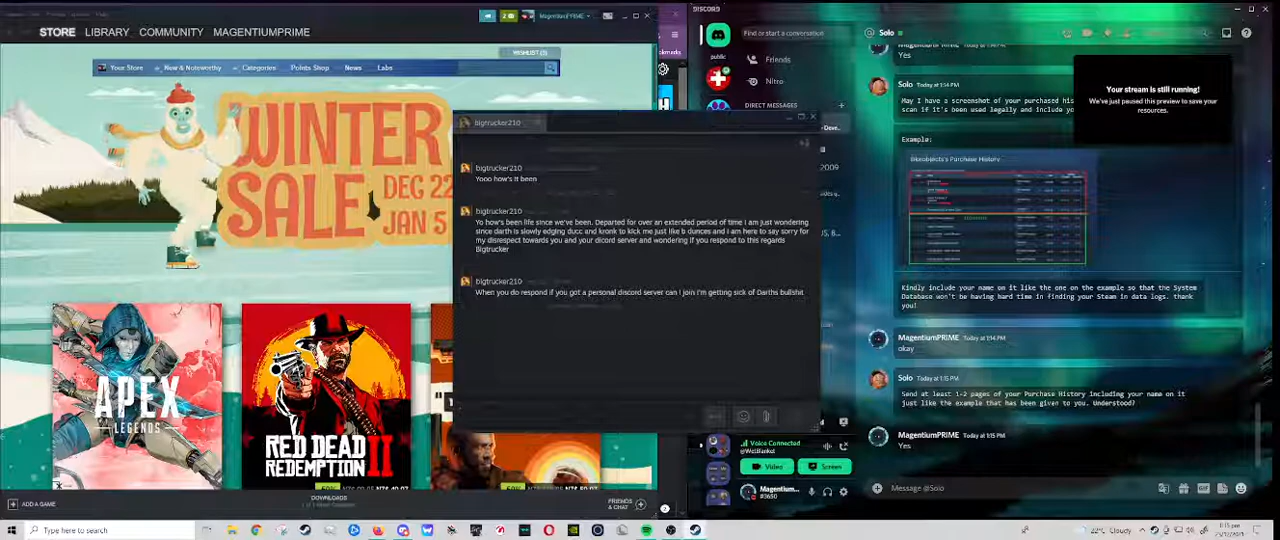 STORE LIBRARY COMMUNITY MAGENTIUMPRIME
MagentiumPRIME
WISHLIST (5)
Your Store New & Noteworthy Categories Points Shop News Labs
WINTER
SALE
DEC 22
JAN 5
APEX
LEGENDS
RED DEAD
REDEMPTION II
ADD A GAME
DOWNLOADS
FRIENDS
& CHAT
bigtrucker210
bigtrucker210
Yooo how's it been
bigtrucker210
Yo how's been life since we've been. Departed for over an extended period of time I am just wondering
since darth is slowly edging ducc and kronk to kick me just like b dunces and I am here to say sorry for
my disrespect towards you and your dicord server and wondering if you respond to this regards
Bigtrucker
bigtrucker210
When you do respond if you got a personal discord server can I join I'm getting sick of Darths bullshit
DISCORD
public
Find or start a conversation
Friends
Nitro
DIRECT MESSAGES
Voice Connected
@WetBanket
Video Screen
Magentium...
#3650
Solo
Yes
Solo Today at 1:14 PM
May I have a screenshot of your purchased his
scan if it's been used legally and include yo
Your stream is still running!
We've just paused this preview to save your
resources.
Example:
Purchase History
Kindly include your name on it like the one on the example so that the System
Database won't be having hard time in finding your Steam in data logs. thank
you!
MagentiumPRIME Today at 1:14 PM
okay
Solo Today at 1:15 PM
Send at least 1-2 pages of your Purchase History including your name on it
just like the example that has been given to you. Understood?
MagentiumPRIME Today at 1:15 PM
Yes
Message @Solo
Type here to search
22°C Cloudy